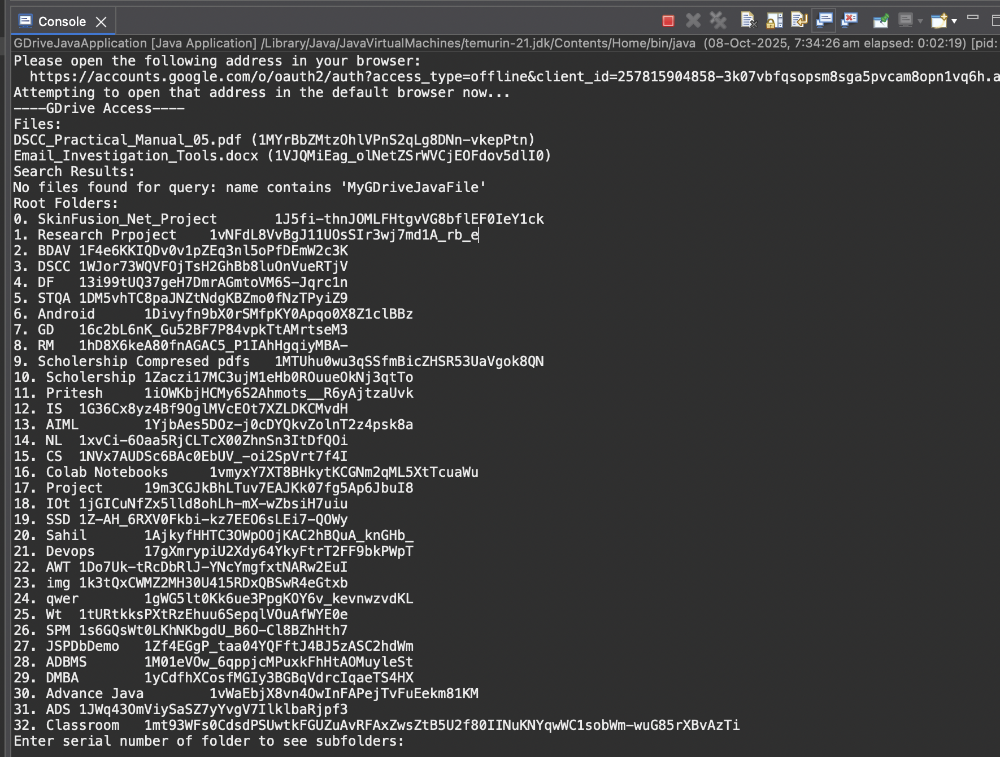 Console
GDriveJavaApplication [Java Application] /Library/Java/JavaVirtualMachines/temurin-21.jdk/Contents/Home/bin/java (08-Oct-2025, 7:34:26 am elapsed: 0:02:19) [pid:
Please open the following address in your browser:
https://accounts.google.com/o/oauth2/auth?access_type=offline&client_id=257815904858-3k07vbfqsopsm8sga5pvcam8opn1vq6h.a
Attempting to open that address in the default browser now...
----GDrive Access----
Files:
DSCC_Practical_Manual_05.pdf (1MYrBbZMtzOhlVPnS2qLg8DNn-vkepPtn)
Email_Investigation_Tools.docx (1VJQMiEag_olNetZSrWVCjEOFdov5dlI0)
Search Results:
No files found for query: name contains 'MyGDriveJavaFile'
Root Folders:
0. SkinFusion_Net_Project 1J5fi-thnJOMLFHtgvVG8bflEF0IeY1ck
1. Research Prpoject 1vNFdL8VvBgJ11UOsSIr3wj7md1A_rb_e
2. BDAV 1F4e6KKIQDv0v1pZEq3nl5oPfDEmW2c3K
3. DSCC 1WJor73WQVFOjTsH2GhBb8luOnVueRTjV
4. DF 13i99tUQ37geH7DmrAGmtoVM6S-Jqrc1n
5. STQA 1DM5vhTC8paJNZtNdgKBZmo0fNzTPyiZ9
6. Android 1Divyfn9bX0rSMfpKY0Apqo0X8Z1clBBz
7. GD 16c2bL6nK_Gu52BF7P84vpkTtAMrtseM3
8. RM 1hD8X6keA80fnAGAC5_P1IAhHgqiyMBA-
9. Scholership Compresed pdfs 1MTUhu0wu3qSSfmBicZHSR53UaVgok8QN
10. Scholership 1Zaczi17MC3ujM1eHb0ROuueOkNj3qtTo
11. Pritesh 1iOWKbjHCMy6S2Ahmots__R6yAjtzaUvk
12. IS 1G36Cx8yz4Bf9OglMVcEOt7XZLDKCMvdH
13. AIML 1YjbAes5DOz-j0cDYQkvZolnT2z4psk8a
14. NL 1xvCi-6Oaa5RjCLTcX00ZhnSn3ItDfQOi
15. CS 1NVx7AUDSc6BAc0EbUV_-oi2SpVrt7f4I
16. Colab Notebooks 1vmyxY7XT8BHkytKCGNm2qML5XtTcuaWu
17. Project 19m3CGJkBhLTuv7EAJKk07fg5Ap6JbuI8
18. IOt 1jGICuNfZx5lld8ohLh-mX-wZbsiH7uiu
19. SSD 1Z-AH_6RXV0Fkbi-kz7EEO6sLEi7-QOWy
20. Sahil 1AjkyfHHTC3OWpOOjKAC2hBQuA_knGHb_
21. Devops 17gXmrypiU2Xdy64YkyFtrT2FF9bkPWpT
22. AWT 1Do7Uk-tRcDbRlJ-YNcYmgfxtNARw2EuI
23. img 1k3tQxCWMZ2MH30U415RDxQBSwR4eGtxb
24. qwer 1gWG5lt0Kk6ue3PpgKOY6v_kevnwzvdKL
25. Wt 1tURtkksPXtRzEhuu6SepqlVOuAfWYE0e
26. SPM 1s6GQsWt0LKhNKbgdU_B6O-Cl8BZhHth7
27. JSPDbDemo 1Zf4EGgP_taa04YQFftJ4BJ5zASC2hdWm
28. ADBMS 1M01eVOw_6qppjcMPuxkFhHtAOMuyleSt
29. DMBA 1yCdfhXCosfMGIy3BGBqVdrcIqaeTS4HX
30. Advance Java 1vWaEbjX8vn4OwInFAPejTvFuEekm81KM
31. ADS 1JWq43OmViySaSZ7yYvgV7IlklbaRjpf3
32. Classroom 1mt93WFs0CdsdPSUwtkFGUZuAvRFAxZwsZtB5U2f80IINuKNYqwWC1sobWm-wuG85rXBvAzTi
Enter serial number of folder to see subfolders: